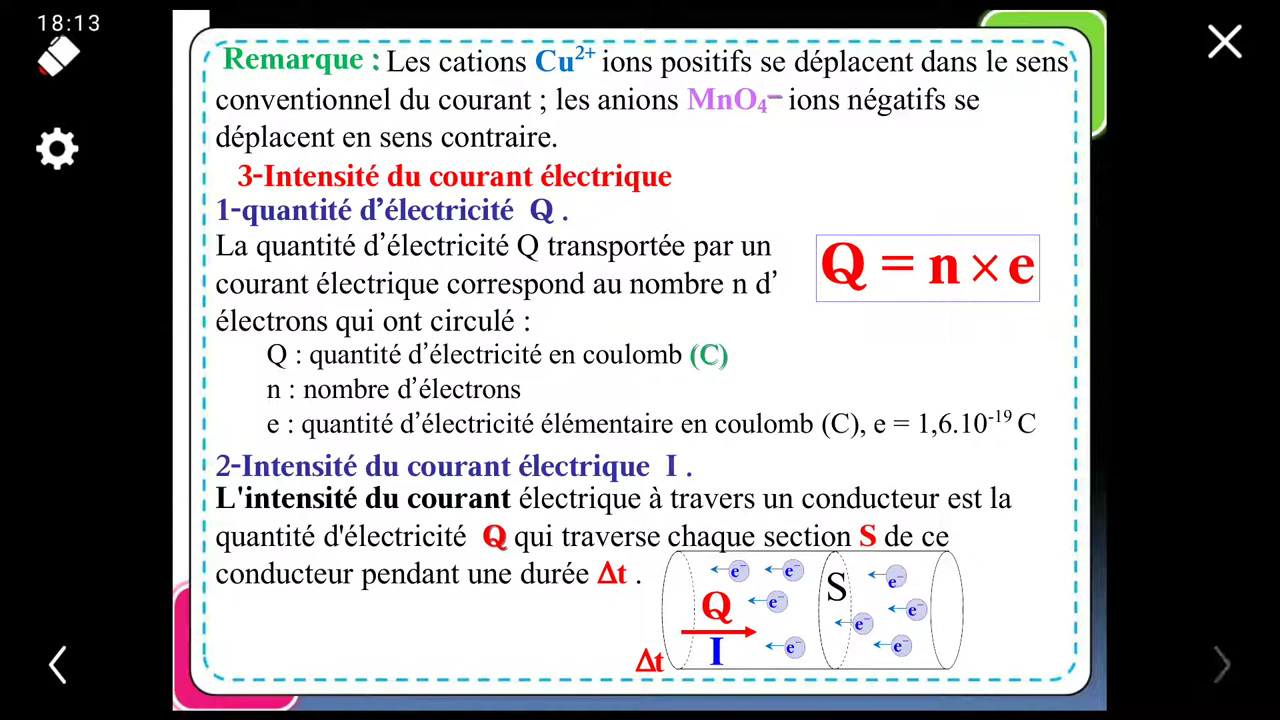 18:13
Remarque : Les cations Cu²⁺ ions positifs se déplacent dans le sens
conventionnel du courant ; les anions MnO₄⁻ ions négatifs se
déplacent en sens contraire.
3-Intensité du courant électrique
1-quantité d’électricité Q .
La quantité d’électricité Q transportée par un
courant électrique correspond au nombre n d’
électrons qui ont circulé :
Q = n × e
Q : quantité d’électricité en coulomb (C)
n : nombre d’électrons
e : quantité d’électricité élémentaire en coulomb (C), e = 1,6.10⁻¹⁹ C
2-Intensité du courant électrique I .
L'intensité du courant électrique à travers un conducteur est la
quantité d'électricité Q qui traverse chaque section S de ce
conducteur pendant une durée Δt .
e⁻ e⁻ e⁻
Q e⁻ S e⁻
e⁻
I e⁻ e⁻
Δt